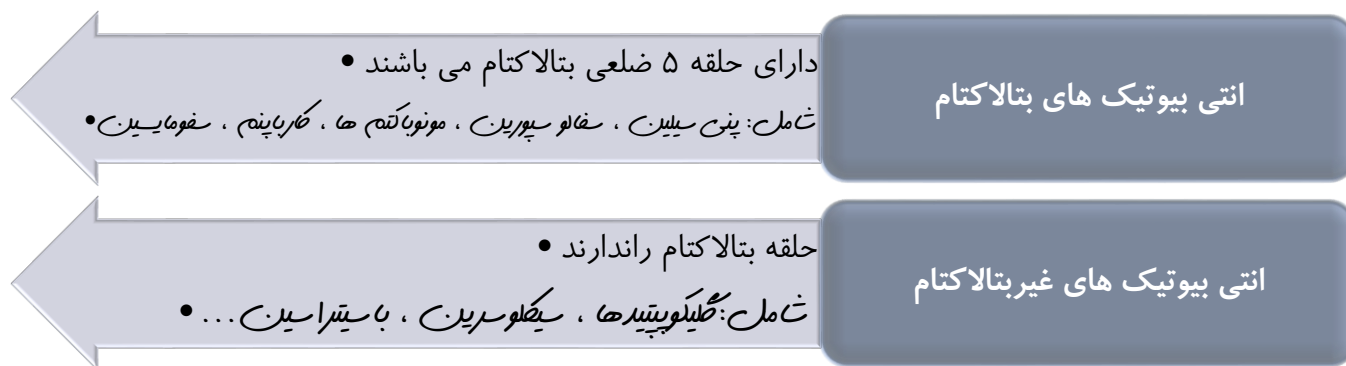 انتی بیوتیک های بتالاکتام
دارای حلقه ۵ ضلعی بتالاکتام می باشند •
شامل: پنی سیلین ، سفالو سپورین ، مونوباکتم ها ، کارباپنم ، سفومایسین •
انتی بیوتیک های غیربتالاکتام
حلقه بتالاکتام راندارند •
شامل: گلیکوپپتیدها ، سیکلوسرین ، باسیتراسین ... •